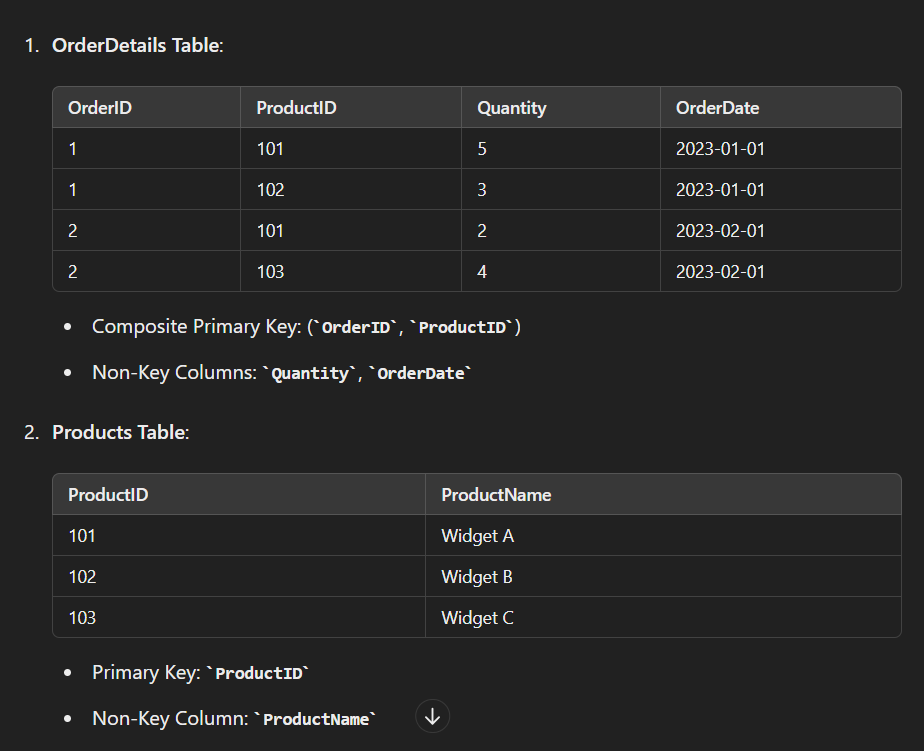 1. OrderDetails Table:
OrderID ProductID Quantity OrderDate
1 101 5 2023-01-01
1 102 3 2023-01-01
2 101 2 2023-02-01
2 103 4 2023-02-01
• Composite Primary Key: (`OrderID`, `ProductID`)
• Non-Key Columns: `Quantity`, `OrderDate`
2. Products Table:
ProductID ProductName
101 Widget A
102 Widget B
103 Widget C
• Primary Key: `ProductID`
• Non-Key Column: `ProductName`